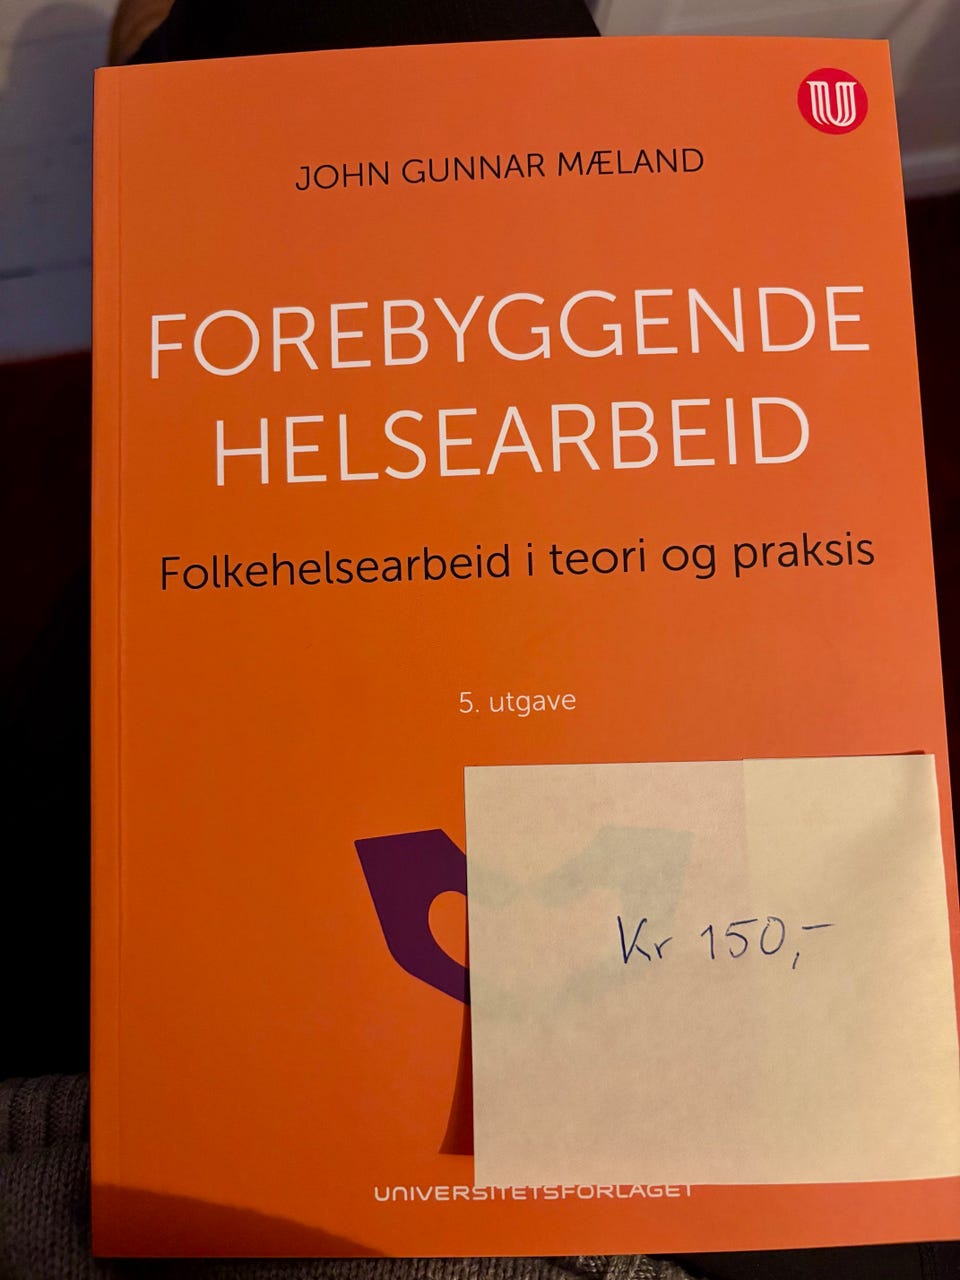 U
JOHN GUNNAR MÆLAND
FOREBYGGENDE
HELSEARBEID
Folkehelsearbeid i teori og praksis
5. utgave
Kr 150,-
UNIVERSITETSFORLAGET